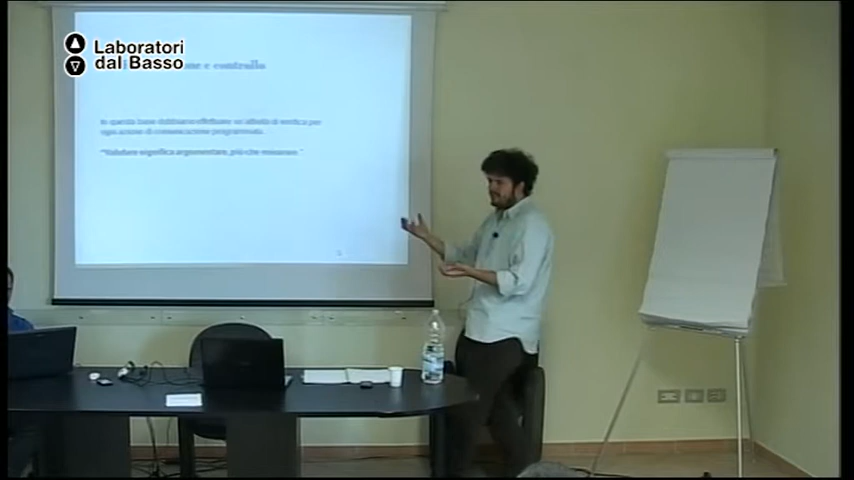 Laboratori
dal Basso
e controllo
In questa fase dobbiamo effettuare un'attività di verifica per
ogni azione di comunicazione programmata.
"Valutare significa argomentare, più che misurare."